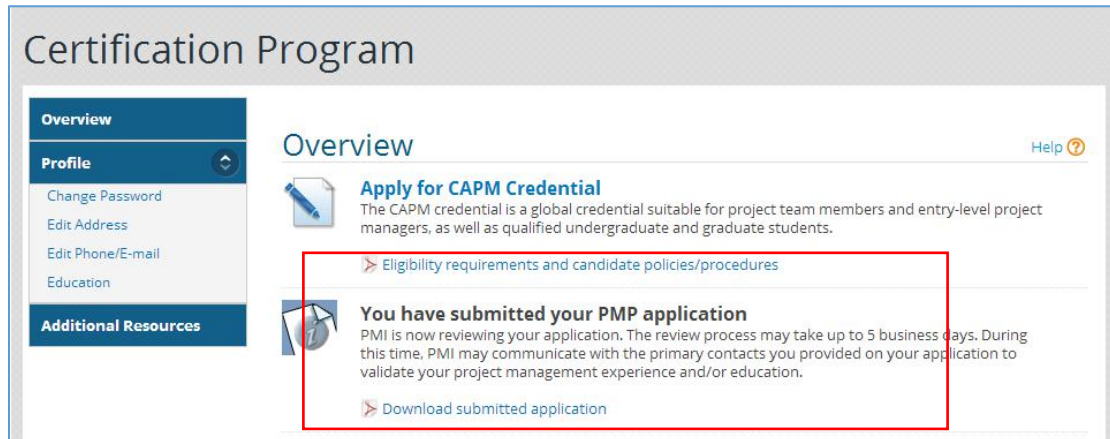 Certification Program
Overview
Profile
Change Password
Edit Address
Edit Phone/E-mail
Education
Additional Resources
Overview
Help
Apply for CAPM Credential
The CAPM credential is a global credential suitable for project team members and entry-level project
managers, as well as qualified undergraduate and graduate students.
Eligibility requirements and candidate policies/procedures
You have submitted your PMP application
PMI is now reviewing your application. The review process may take up to 5 business days. During
this time, PMI may communicate with the primary contacts you provided on your application to
validate your project management experience and/or education.
Download submitted application